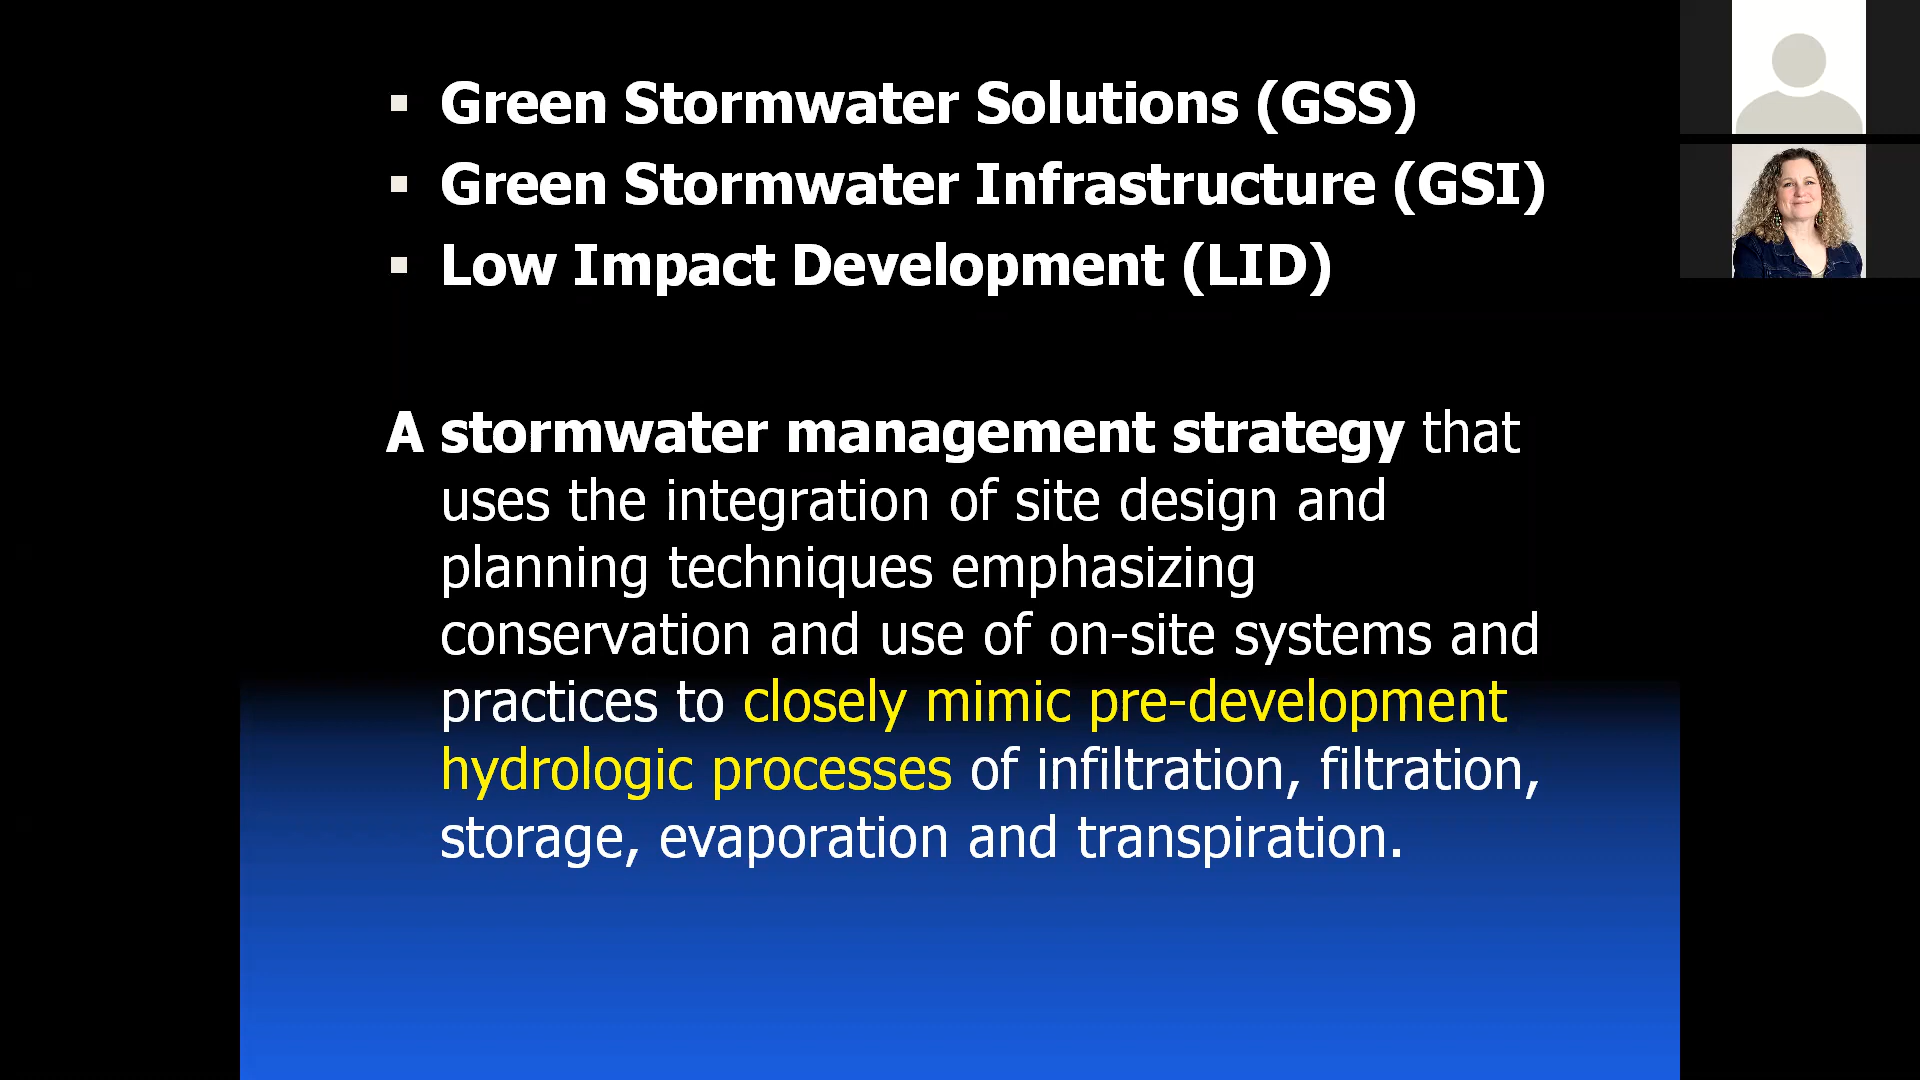 ▪ Green Stormwater Solutions (GSS)
▪ Green Stormwater Infrastructure (GSI)
▪ Low Impact Development (LID)
A stormwater management strategy that
uses the integration of site design and
planning techniques emphasizing
conservation and use of on-site systems and
practices to closely mimic pre-development
hydrologic processes of infiltration, filtration,
storage, evaporation and transpiration.